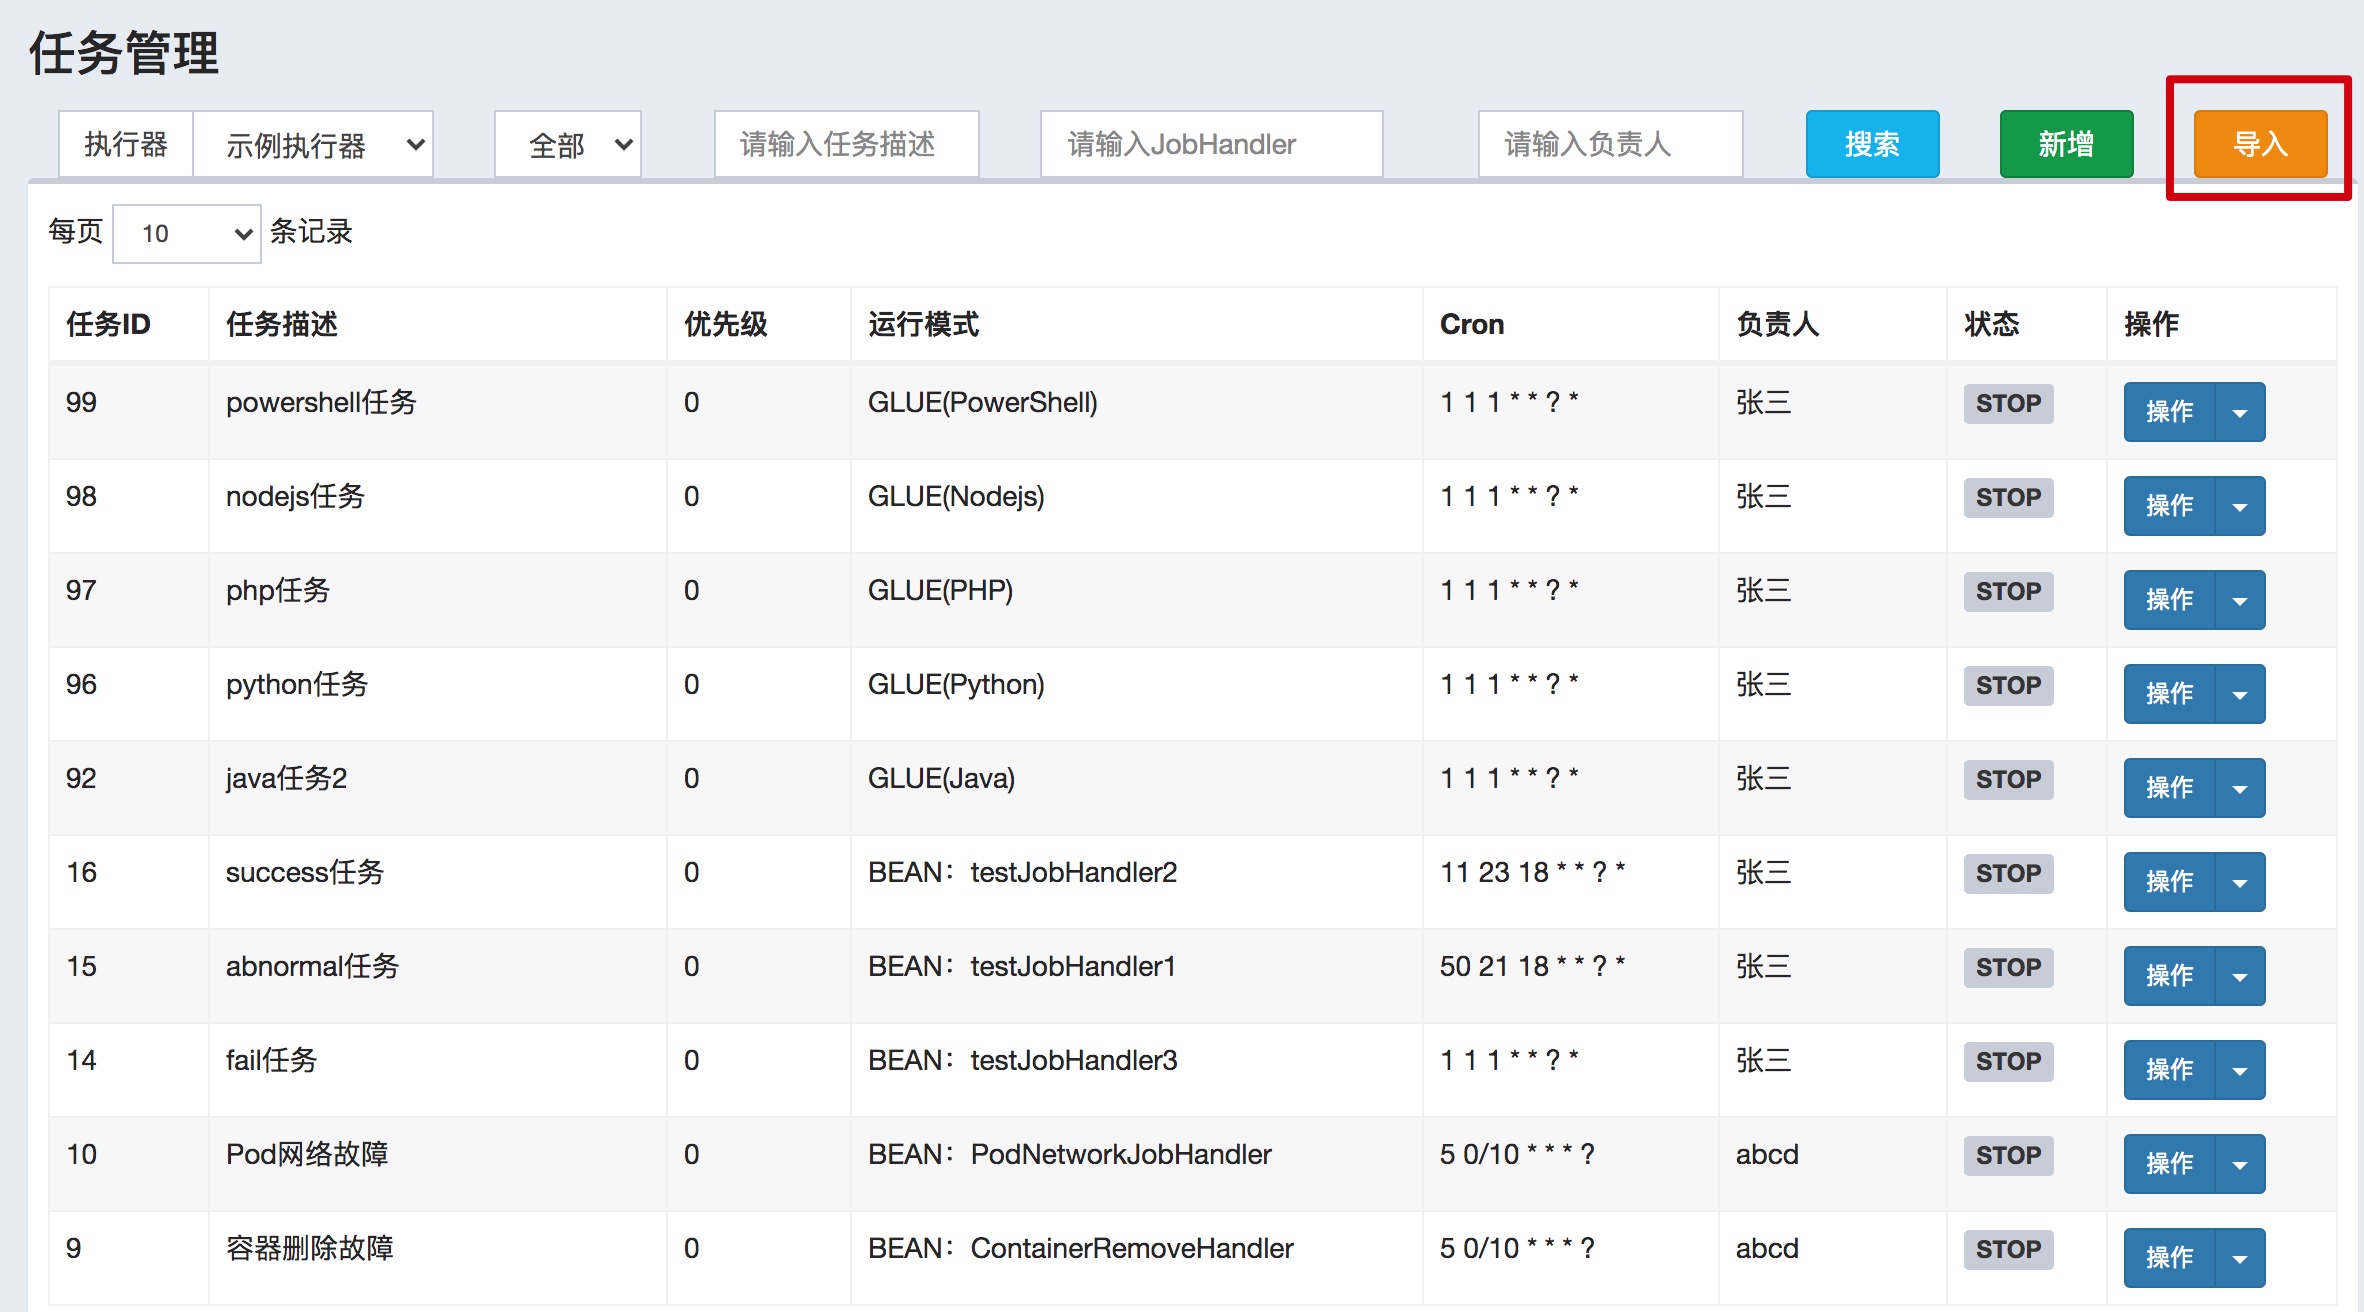 任务管理
执行器 示例执行器 全部 请输入任务描述 请输入JobHandler 请输入负责人 搜索 新增 导入
每页 10 条记录
任务ID 任务描述 优先级 运行模式 Cron 负责人 状态 操作
99 powershell任务 0 GLUE(PowerShell) 1 1 1 * * ? * 张三 STOP 操作
98 nodejs任务 0 GLUE(Nodejs) 1 1 1 * * ? * 张三 STOP 操作
97 php任务 0 GLUE(PHP) 1 1 1 * * ? * 张三 STOP 操作
96 python任务 0 GLUE(Python) 1 1 1 * * ? * 张三 STOP 操作
92 java任务2 0 GLUE(Java) 1 1 1 * * ? * 张三 STOP 操作
16 success任务 0 BEAN：testJobHandler2 11 23 18 * * ? * 张三 STOP 操作
15 abnormal任务 0 BEAN：testJobHandler1 50 21 18 * * ? * 张三 STOP 操作
14 fail任务 0 BEAN：testJobHandler3 1 1 1 * * ? * 张三 STOP 操作
10 Pod网络故障 0 BEAN：PodNetworkJobHandler 5 0/10 * * * ? abcd STOP 操作
9 容器删除故障 0 BEAN：ContainerRemoveHandler 5 0/10 * * * ? abcd STOP 操作